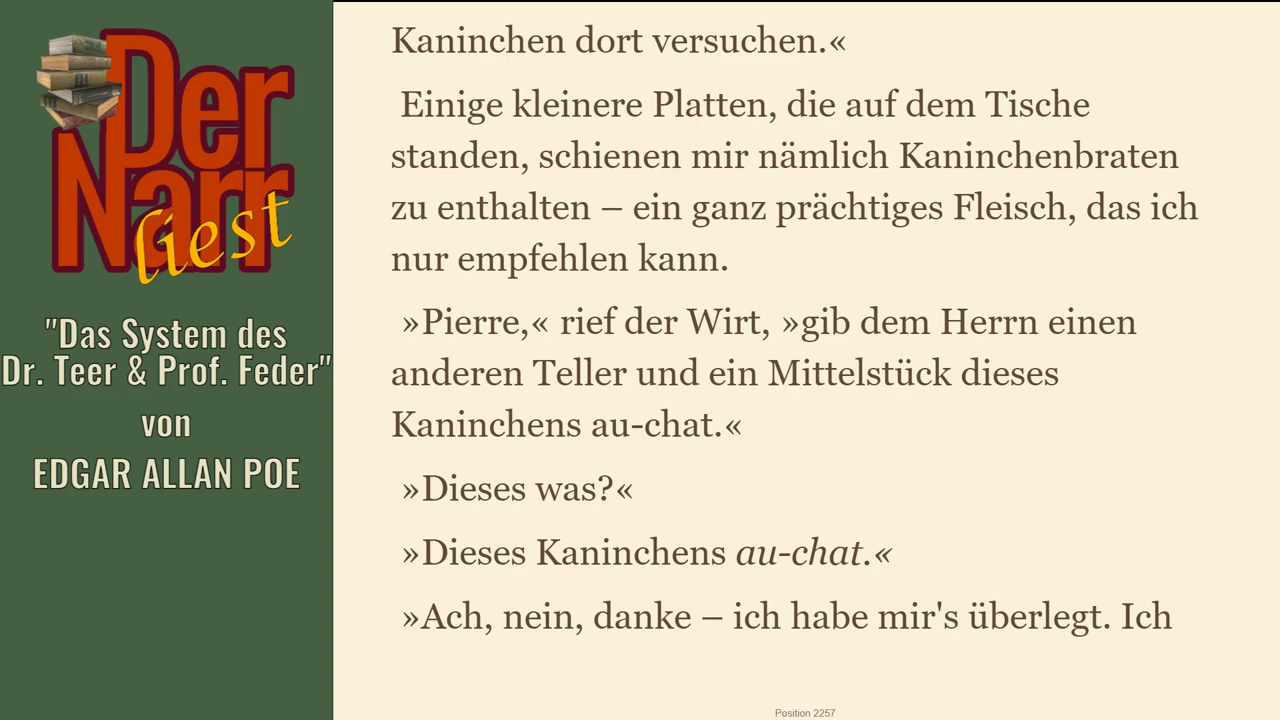 Der
Narr
liest
"Das System des
Dr. Teer & Prof. Feder"
von
EDGAR ALLAN POE
Kaninchen dort versuchen.«
Einige kleinere Platten, die auf dem Tische
standen, schienen mir nämlich Kaninchenbraten
zu enthalten – ein ganz prächtiges Fleisch, das ich
nur empfehlen kann.
»Pierre,« rief der Wirt, »gib dem Herrn einen
anderen Teller und ein Mittelstück dieses
Kaninchens au-chat.«
»Dieses was?«
»Dieses Kaninchens au-chat.«
»Ach, nein, danke – ich habe mir's überlegt. Ich
Position 2257